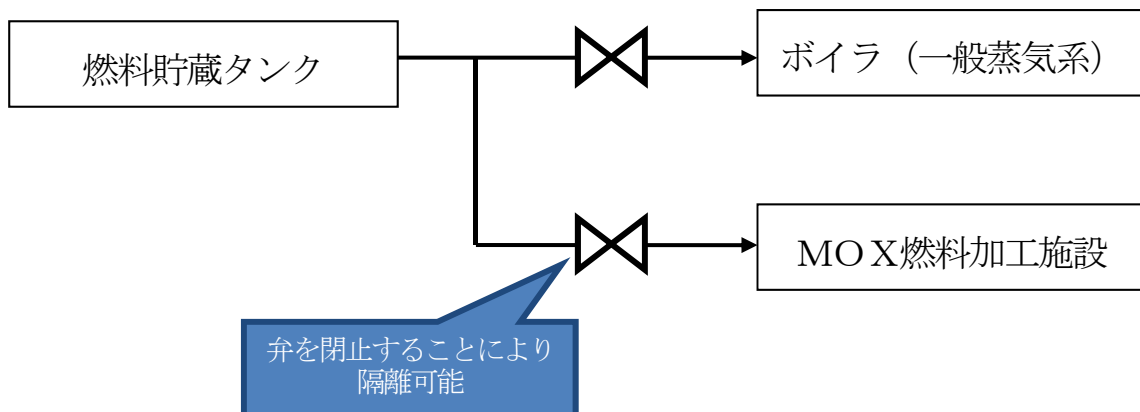 燃料貯蔵タンク
ボイラ（一般蒸気系）
ＭＯＸ燃料加工施設
弁を閉止することにより
隔離可能